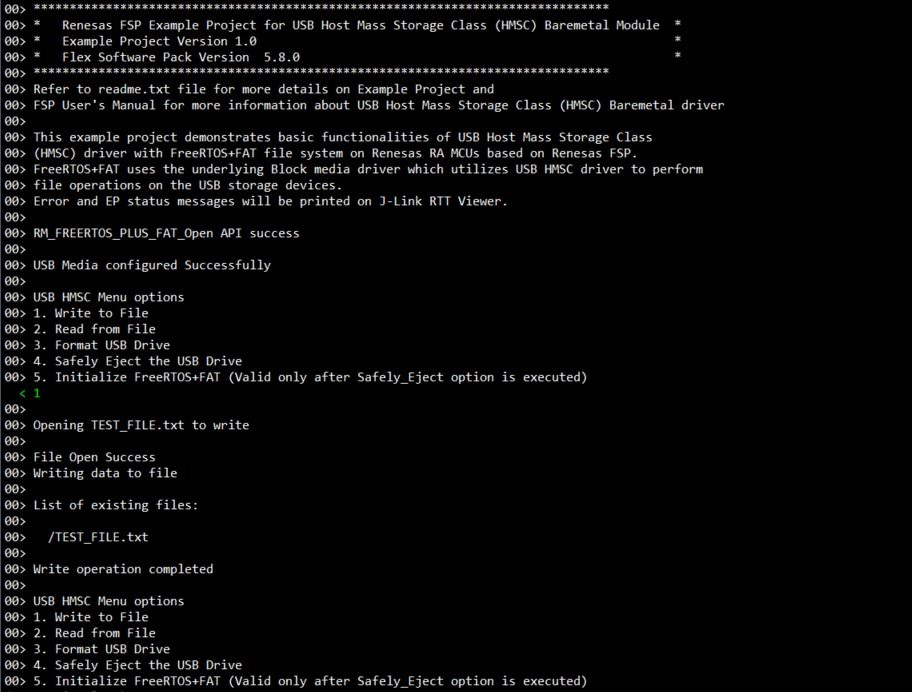 00> ********************************************************************************
00> *   Renesas FSP Example Project for USB Host Mass Storage Class (HMSC) Baremetal Module  *
00> *   Example Project Version 1.0                                                          *
00> *   Flex Software Pack Version  5.8.0                                                    *
00> ********************************************************************************
00> Refer to readme.txt file for more details on Example Project and
00> FSP User's Manual for more information about USB Host Mass Storage Class (HMSC) Baremetal driver
00>
00> This example project demonstrates basic functionalities of USB Host Mass Storage Class
00> (HMSC) driver with FreeRTOS+FAT file system on Renesas RA MCUs based on Renesas FSP.
00> FreeRTOS+FAT uses the underlying Block media driver which utilizes USB HMSC driver to perform
00> file operations on the USB storage devices.
00> Error and EP status messages will be printed on J-Link RTT Viewer.
00>
00> RM_FREERTOS_PLUS_FAT_Open API success
00>
00> USB Media configured Successfully
00>
00> USB HMSC Menu options
00> 1. Write to File
00> 2. Read from File
00> 3. Format USB Drive
00> 4. Safely Eject the USB Drive
00> 5. Initialize FreeRTOS+FAT (Valid only after Safely_Eject option is executed)
< 1
00>
00> Opening TEST_FILE.txt to write
00>
00> File Open Success
00> Writing data to file
00>
00> List of existing files:
00>
00>   /TEST_FILE.txt
00>
00> Write operation completed
00>
00> USB HMSC Menu options
00> 1. Write to File
00> 2. Read from File
00> 3. Format USB Drive
00> 4. Safely Eject the USB Drive
00> 5. Initialize FreeRTOS+FAT (Valid only after Safely_Eject option is executed)